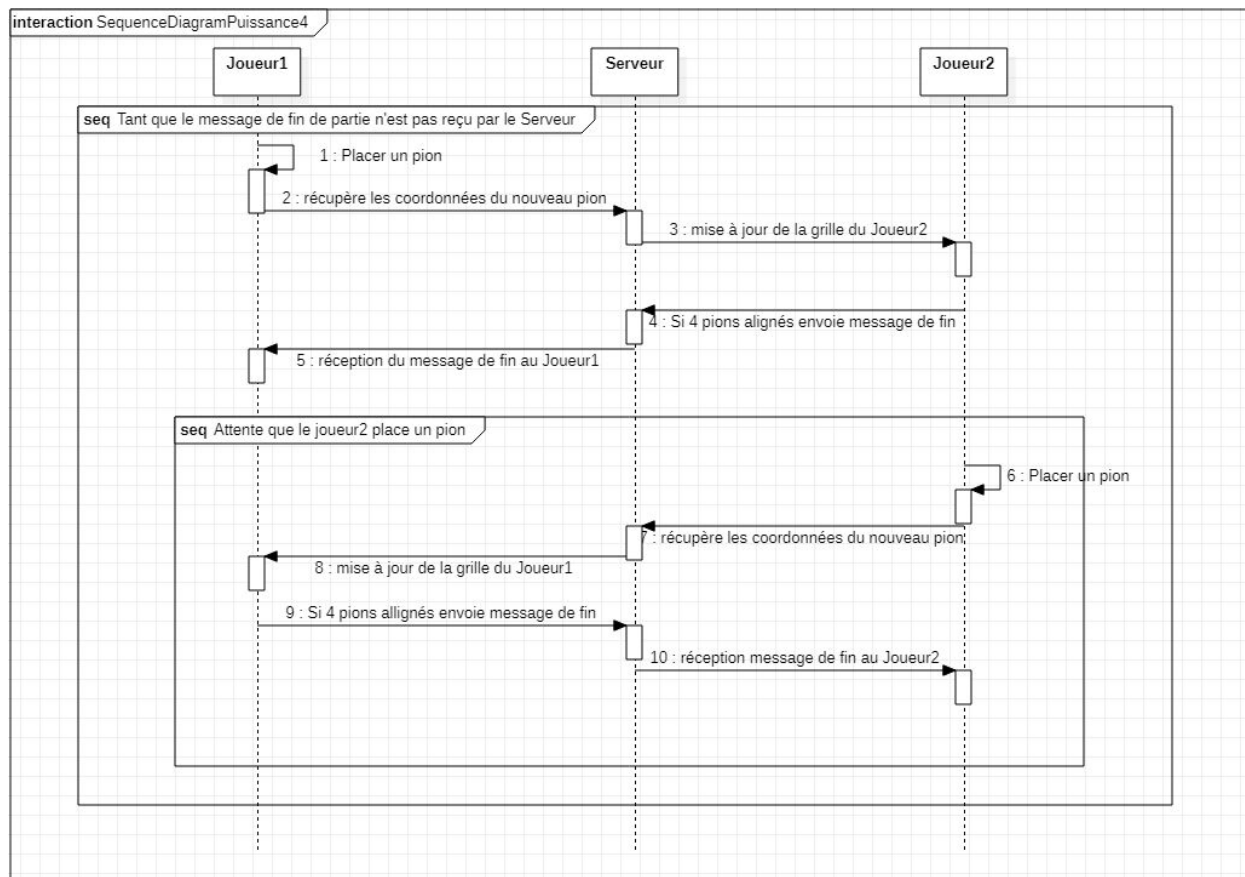 interaction SequenceDiagramPuissance4
Joueur1
Serveur
Joueur2
seq Tant que le message de fin de partie n'est pas reçu par le Serveur
1 : Placer un pion
2 : récupère les coordonnées du nouveau pion
3 : mise à jour de la grille du Joueur2
4 : Si 4 pions alignés envoie message de fin
5 : réception du message de fin au Joueur1
seq Attente que le joueur2 place un pion
6 : Placer un pion
7 : récupère les coordonnées du nouveau pion
8 : mise à jour de la grille du Joueur1
9 : Si 4 pions allignés envoie message de fin
10 : réception message de fin au Joueur2